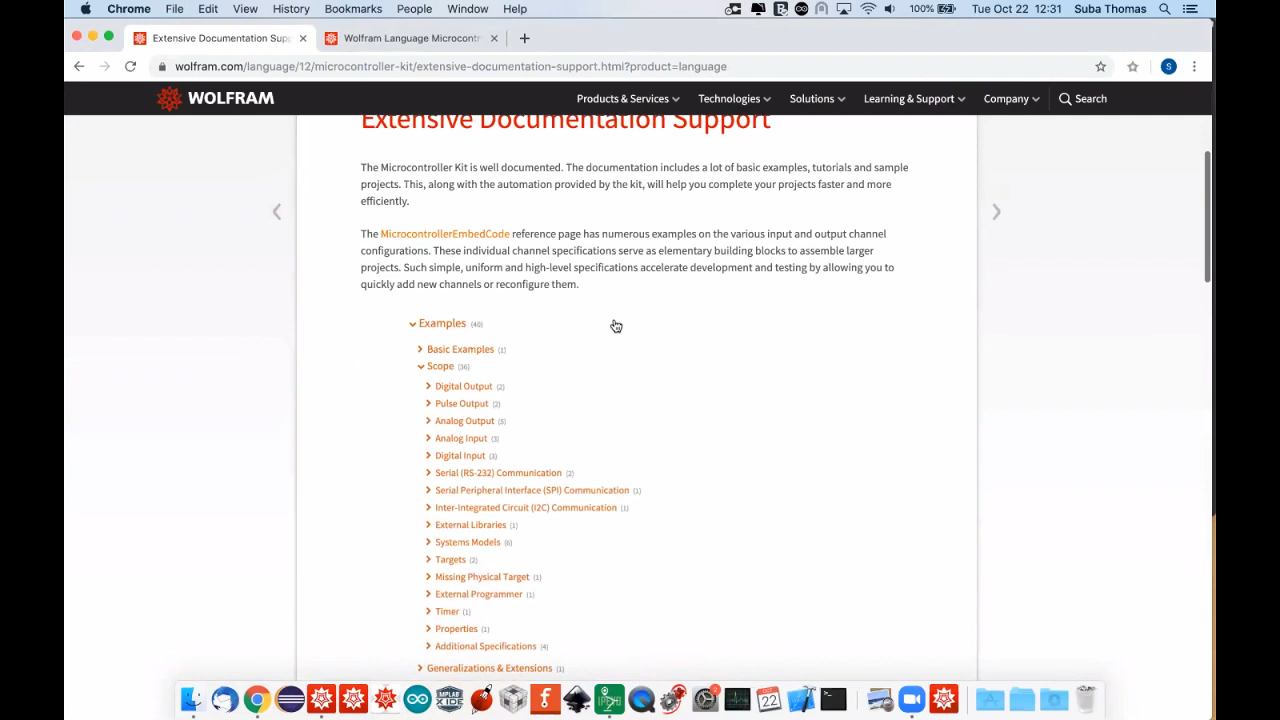 Chrome File Edit View History Bookmarks People Window Help 100% Tue Oct 22 12:31 Suba Thomas
Extensive Documentation Sup Wolfram Language Microcontr
wolfram.com/language/12/microcontroller-kit/extensive-documentation-support.html?product=language S
WOLFRAM Products & Services Technologies Solutions Learning & Support Company Search
Extensive Documentation Support
The Microcontroller Kit is well documented. The documentation includes a lot of basic examples, tutorials and sample
projects. This, along with the automation provided by the kit, will help you complete your projects faster and more
efficiently.
The MicrocontrollerEmbedCode reference page has numerous examples on the various input and output channel
configurations. These individual channel specifications serve as elementary building blocks to assemble larger
projects. Such simple, uniform and high-level specifications accelerate development and testing by allowing you to
quickly add new channels or reconfigure them.
Examples (40)
Basic Examples (1)
Scope (36)
Digital Output (2)
Pulse Output (2)
Analog Output (5)
Analog Input (3)
Digital Input (3)
Serial (RS-232) Communication (2)
Serial Peripheral Interface (SPI) Communication (1)
Inter-Integrated Circuit (I2C) Communication (1)
External Libraries (1)
Systems Models (6)
Targets (2)
Missing Physical Target (1)
External Programmer (1)
Timer (1)
Properties (1)
Additional Specifications (4)
Generalizations & Extensions (1)
MPLAB
X IDE
22